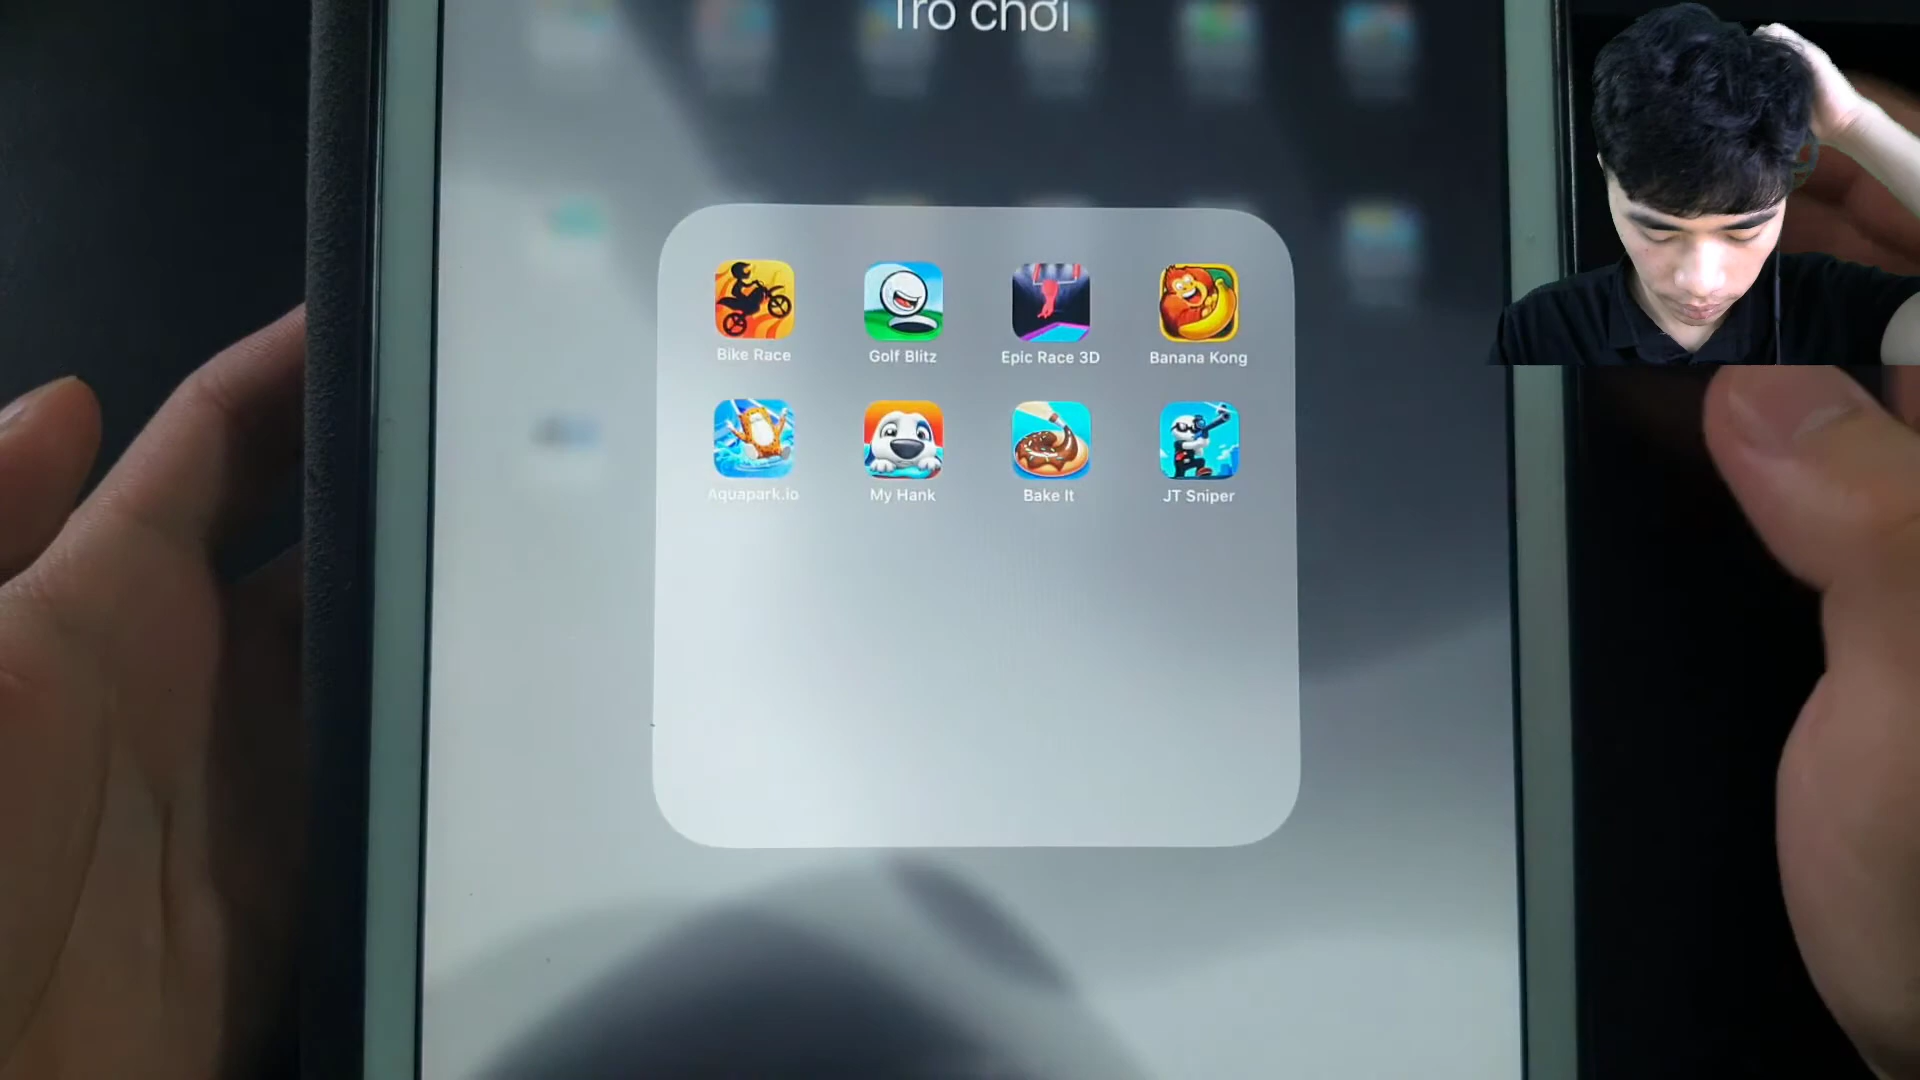 Trò chơi
Bike Race
Golf Blitz
Epic Race 3D
Banana Kong
Aquapark.io
My Hank
Bake It
JT Sniper